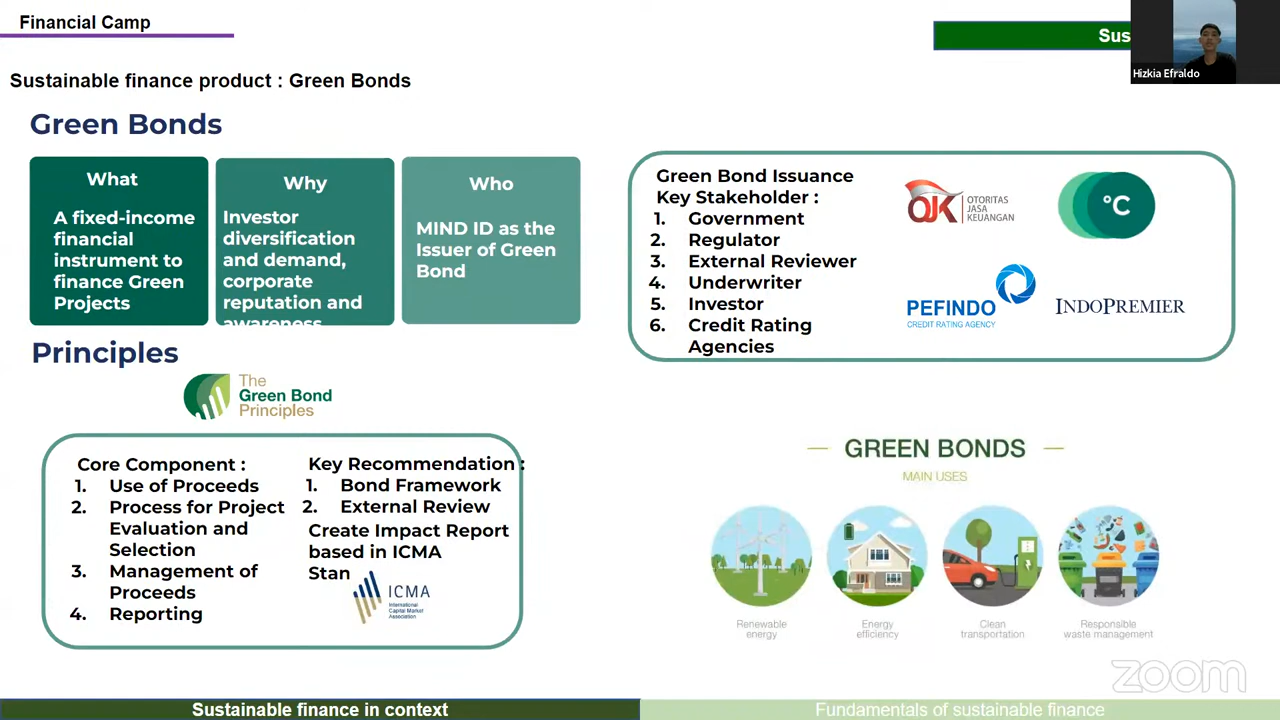 Financial Camp
Sus
Hizkia Efraldo
Sustainable finance product : Green Bonds
Green Bonds
What
A fixed-income
financial
instrument to
finance Green
Projects
Why
Investor
diversification
and demand,
corporate
reputation and
awareness
Who
MIND ID as the
Issuer of Green
Bond
Green Bond Issuance
Key Stakeholder :
1. Government
2. Regulator
3. External Reviewer
4. Underwriter
5. Investor
6. Credit Rating
Agencies
OJK
OTORITAS
JASA
KEUANGAN
°C
PEFINDO
CREDIT RATING AGENCY
INDOPREMIER
Principles
The
Green Bond
Principles
Core Component :
1. Use of Proceeds
2. Process for Project
Evaluation and
Selection
3. Management of
Proceeds
4. Reporting
Key Recommendation :
1. Bond Framework
2. External Review
Create Impact Report
based in ICMA
Stan
ICMA
International
Capital Market
Association
GREEN BONDS
MAIN USES
Renewable
energy
Energy
efficiency
Clean
transportation
Responsible
waste management
zoom
Sustainable finance in context
Fundamentals of sustainable finance